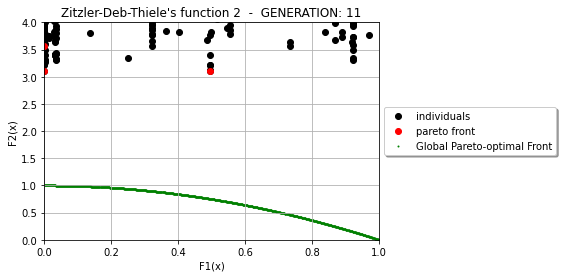 Zitzler-Deb-Thiele's function 2 - GENERATION: 11
F2(x)
4.0
3.5
3.0
2.5
2.0
1.5
1.0
0.5
0.0
0.0 0.2 0.4 0.6 0.8 1.0
F1(x)
individuals
pareto front
Global Pareto-optimal Front